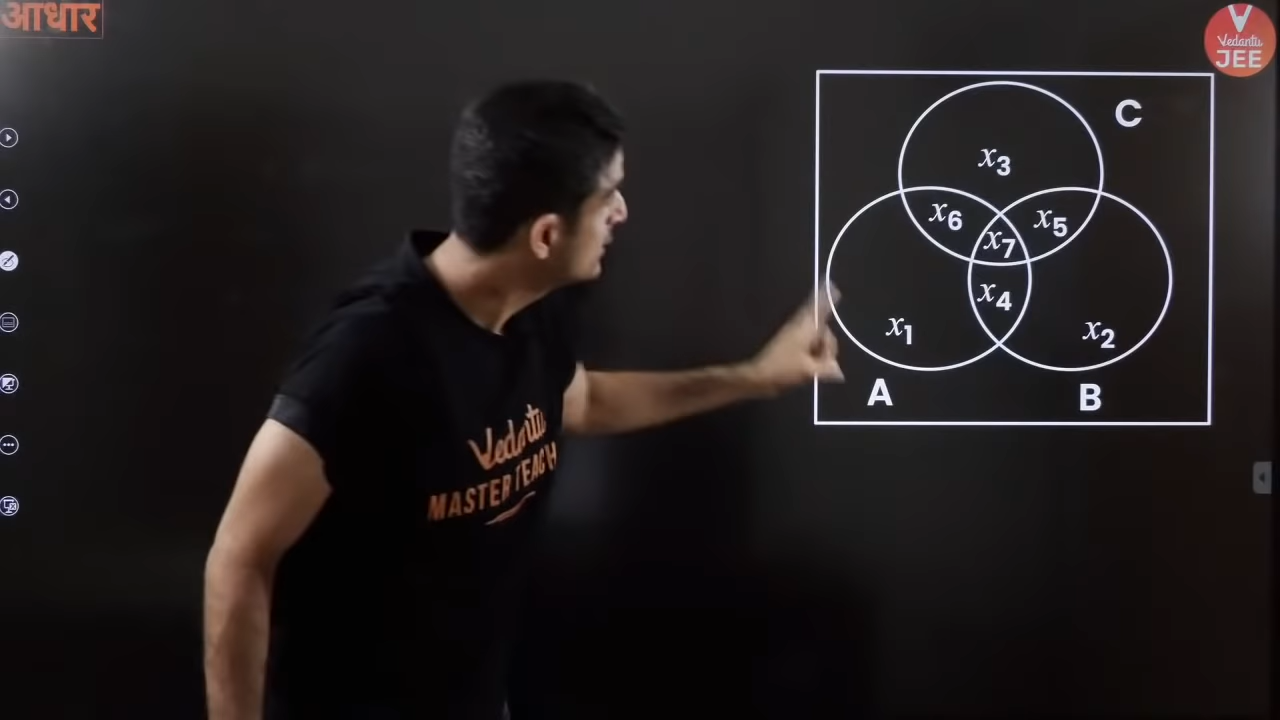 आधार
Vedantu
JEE
C
x3
x6
x5
x7
x4
x1
x2
A
B
Vedantu
MASTER TEACH